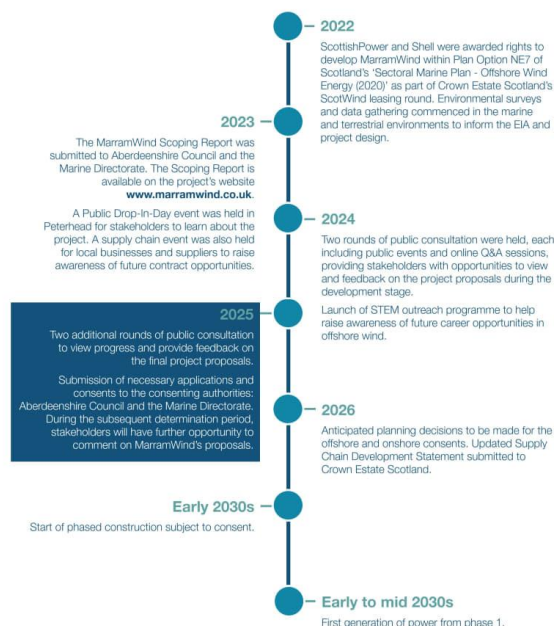 2022
ScottishPower and Shell were awarded rights to
develop MarramWind within Plan Option NE7 of
Scotland's 'Sectoral Marine Plan - Offshore Wind
Energy (2020)' as part of Crown Estate Scotland's
ScotWind leasing round. Environmental surveys
and data gathering commenced in the marine
and terrestrial environments to inform the EIA and
project design.
2023
The MarramWind Scoping Report was
submitted to Aberdeenshire Council and the
Marine Directorate. The Scoping Report is
available on the project's website
www.marramwind.co.uk.
A Public Drop-In-Day event was held in
Peterhead for stakeholders to learn about the
project. A supply chain event was also held
for local businesses and suppliers to raise
awareness of future contract opportunities.
2024
Two rounds of public consultation were held, each
including public events and online Q&A sessions,
providing stakeholders with opportunities to view
and feedback on the project proposals during the
development stage.
Launch of STEM outreach programme to help
raise awareness of future career opportunities in
offshore wind.
2025
Two additional rounds of public consultation
to view progress and provide feedback on
the final project proposals.
Submission of necessary applications and
consents to the consenting authorities:
Aberdeenshire Council and the Marine Directorate.
During the subsequent determination period,
stakeholders will have further opportunity to
comment on MarramWind's proposals.
2026
Anticipated planning decisions to be made for the
offshore and onshore consents. Updated Supply
Chain Development Statement submitted to
Crown Estate Scotland.
Early 2030s
Start of phased construction subject to consent.
Early to mid 2030s
First generation of power from phase 1.